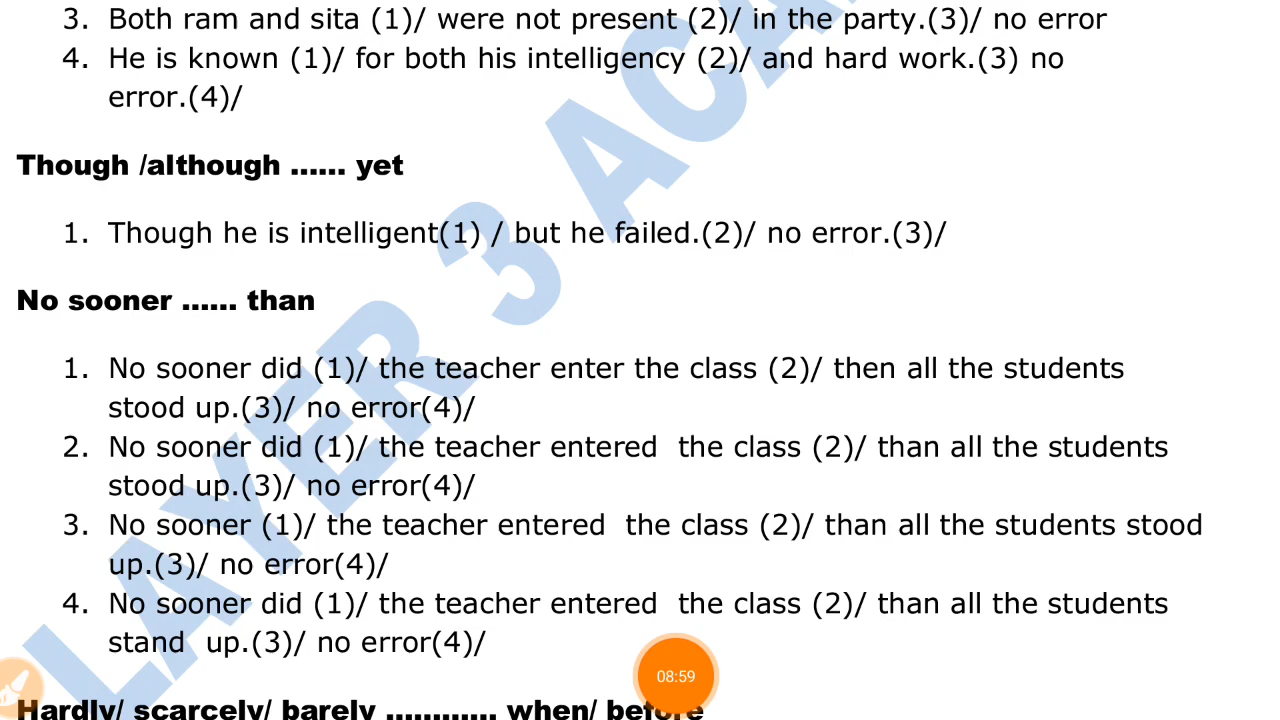 3. Both ram and sita (1)/ were not present (2)/ in the party.(3)/ no error
4. He is known (1)/ for both his intelligency (2)/ and hard work.(3) no
error.(4)/
Though /although ...... yet
1. Though he is intelligent(1) / but he failed.(2)/ no error.(3)/
No sooner ...... than
1. No sooner did (1)/ the teacher enter the class (2)/ then all the students
stood up.(3)/ no error(4)/
2. No sooner did (1)/ the teacher entered  the class (2)/ than all the students
stood up.(3)/ no error(4)/
3. No sooner (1)/ the teacher entered  the class (2)/ than all the students stood
up.(3)/ no error(4)/
4. No sooner did (1)/ the teacher entered  the class (2)/ than all the students
stand  up.(3)/ no error(4)/
08:59
Hardly/ scarcely/ barely ............ when/ before
LAYER 3 ACA